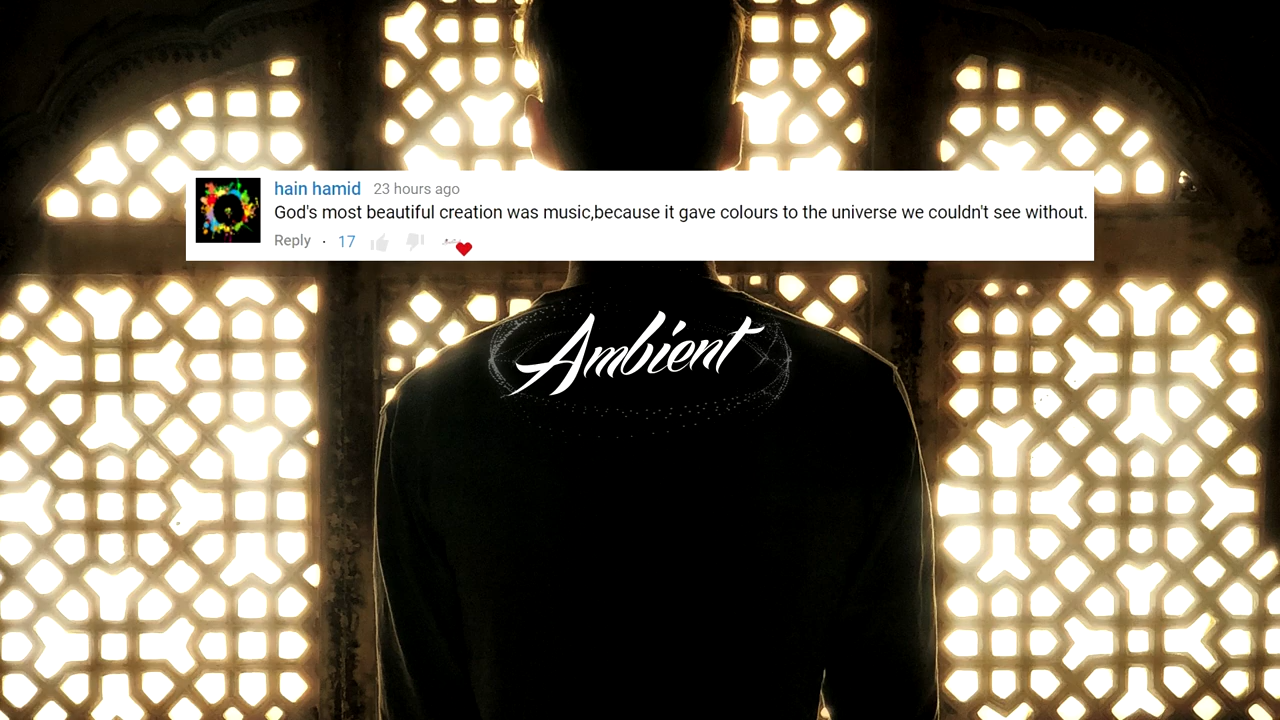 hain hamid 23 hours ago
God's most beautiful creation was music,because it gave colours to the universe we couldn't see without.
Reply · 17
Ambient